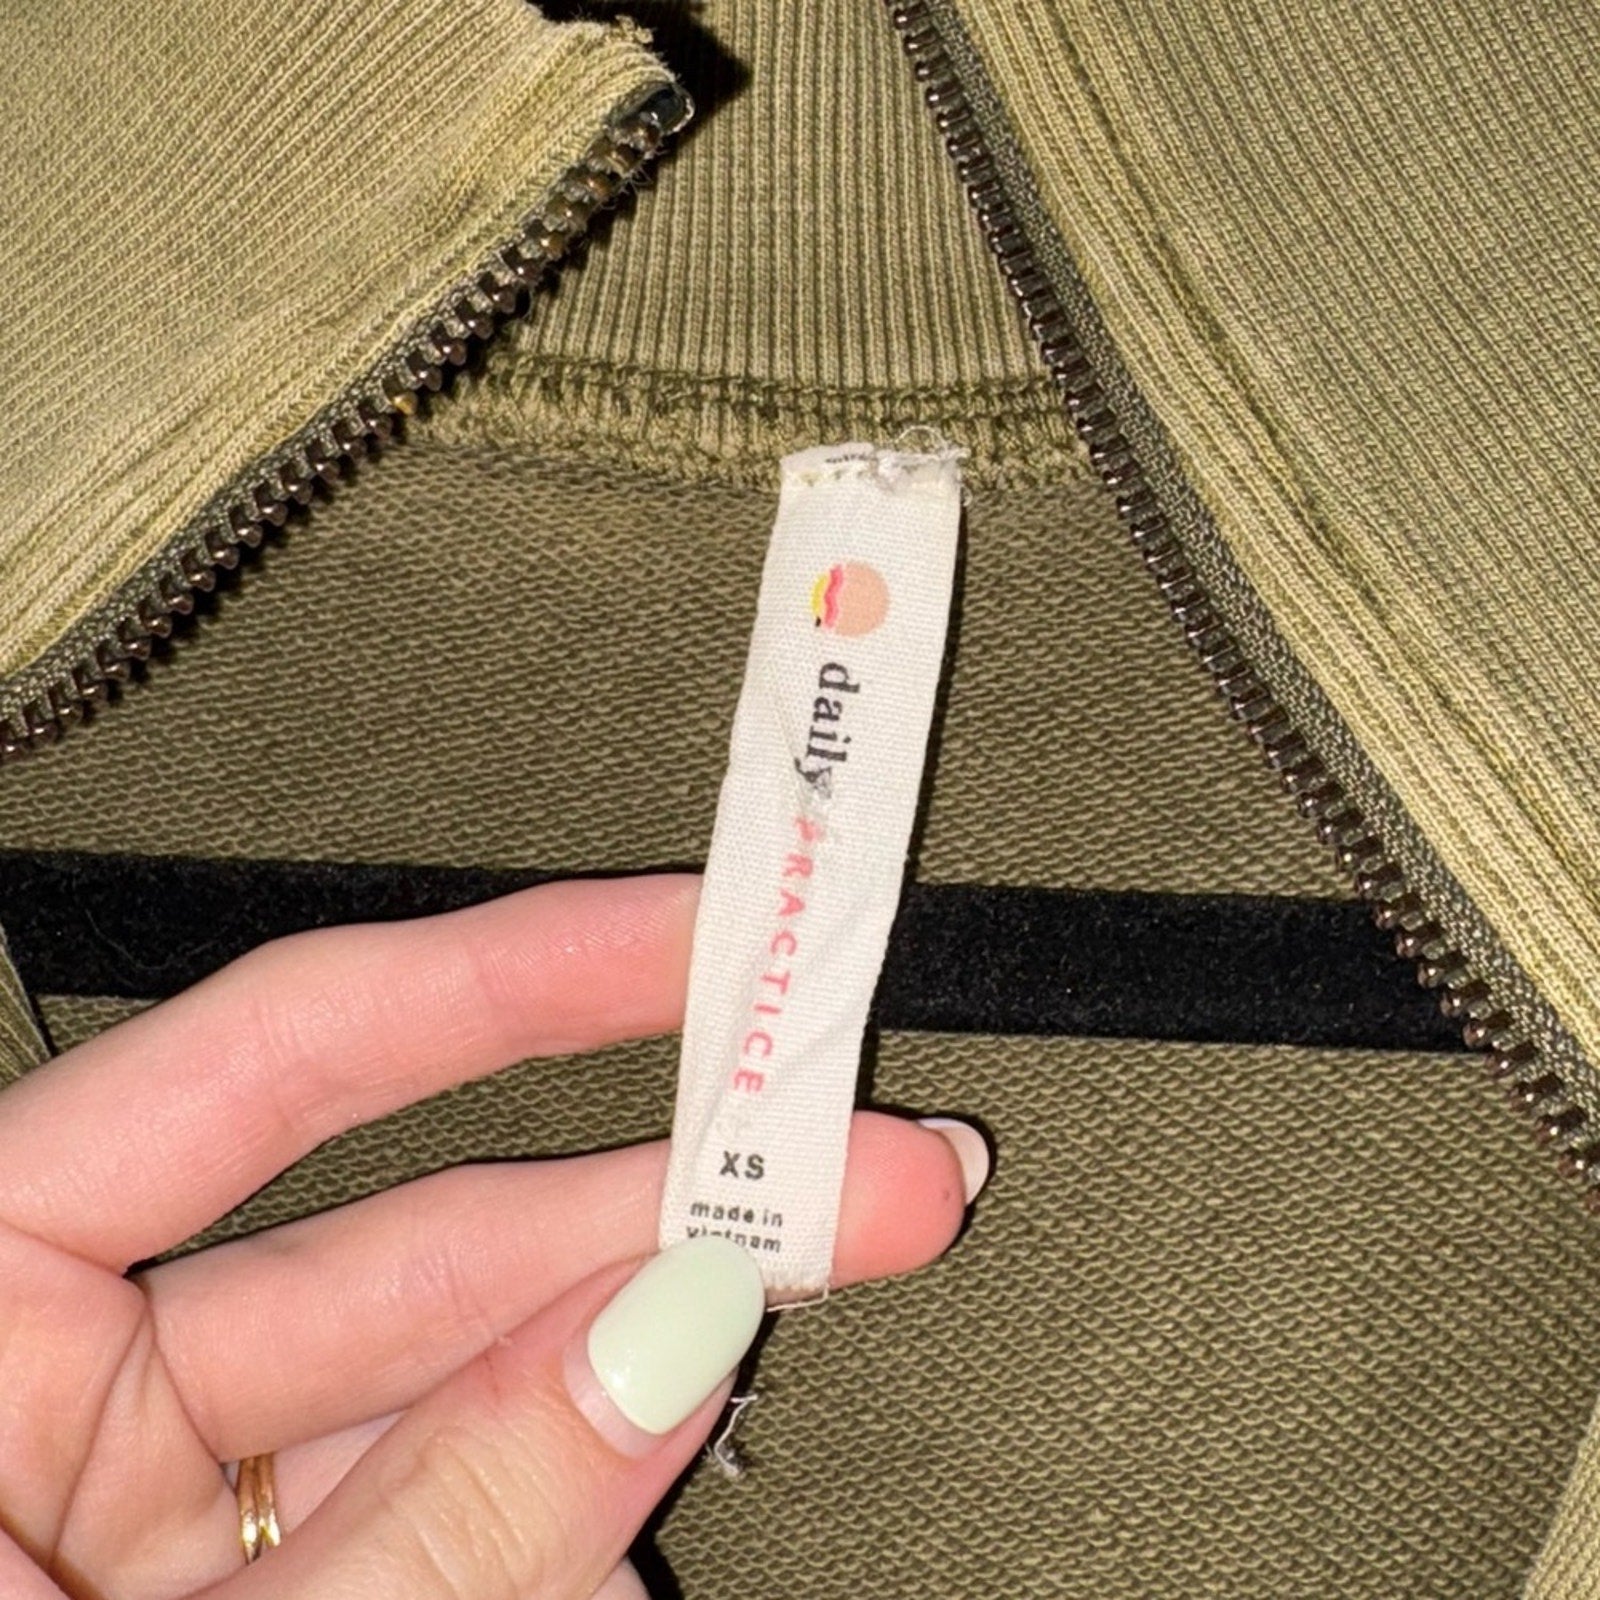 daily
PRACTICE
XS
made in
vietnam